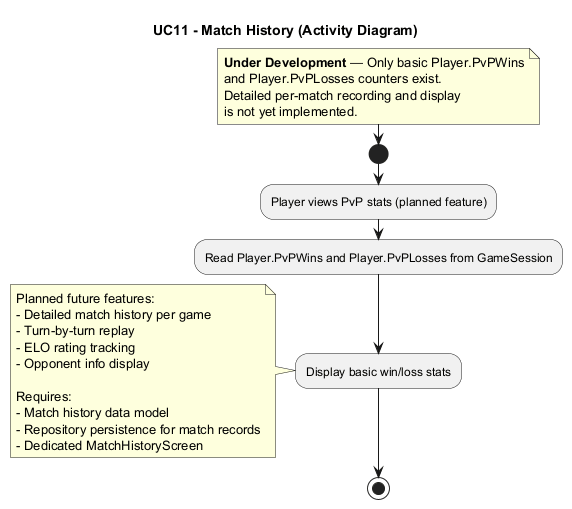 UC11 - Match History (Activity Diagram)
Under Development — Only basic Player.PvPWins
and Player.PvPLosses counters exist.
Detailed per-match recording and display
is not yet implemented.
Player views PvP stats (planned feature)
Read Player.PvPWins and Player.PvPLosses from GameSession
Planned future features:
- Detailed match history per game
- Turn-by-turn replay
- ELO rating tracking
- Opponent info display
Requires:
- Match history data model
- Repository persistence for match records
- Dedicated MatchHistoryScreen
Display basic win/loss stats